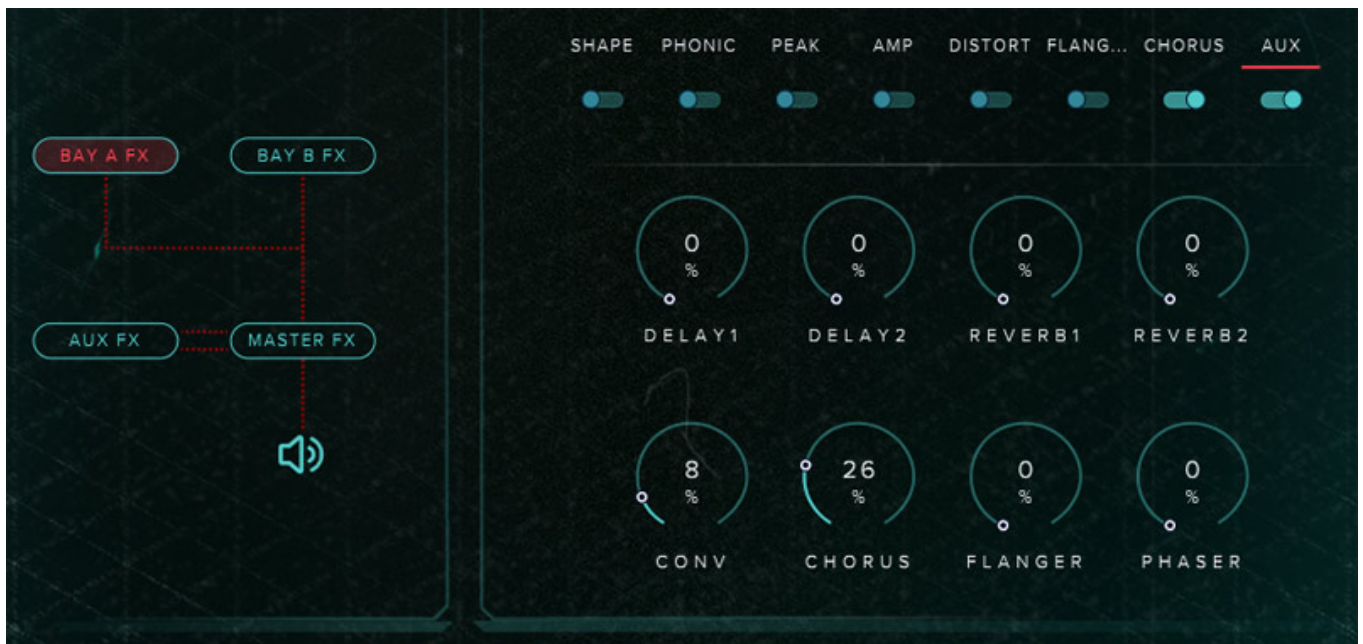 SHAPE PHONIC PEAK AMP DISTORT FLANG... CHORUS AUX
BAY A FX BAY B FX
0 % 0 % 0 % 0 %
DELAY1 DELAY2 REVERB1 REVERB2
AUX FX MASTER FX
8 % 26 % 0 % 0 %
CONV CHORUS FLANGER PHASER